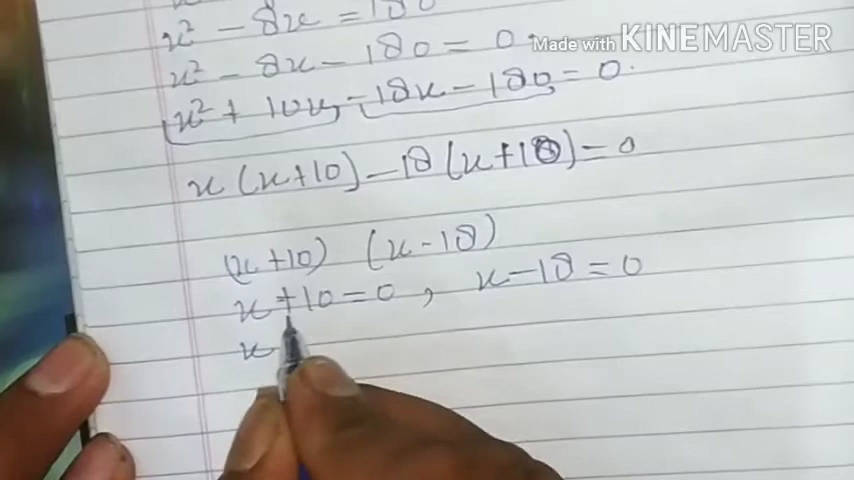 x² - 8x = 180
x² - 8x - 180 = 0.
Made with KINEMASTER
x² + 10x - 18x - 180 = 0.
x (x+10) - 18 (x+10) = 0
(x+10) (x-18)
x+10=0, x-18=0
x